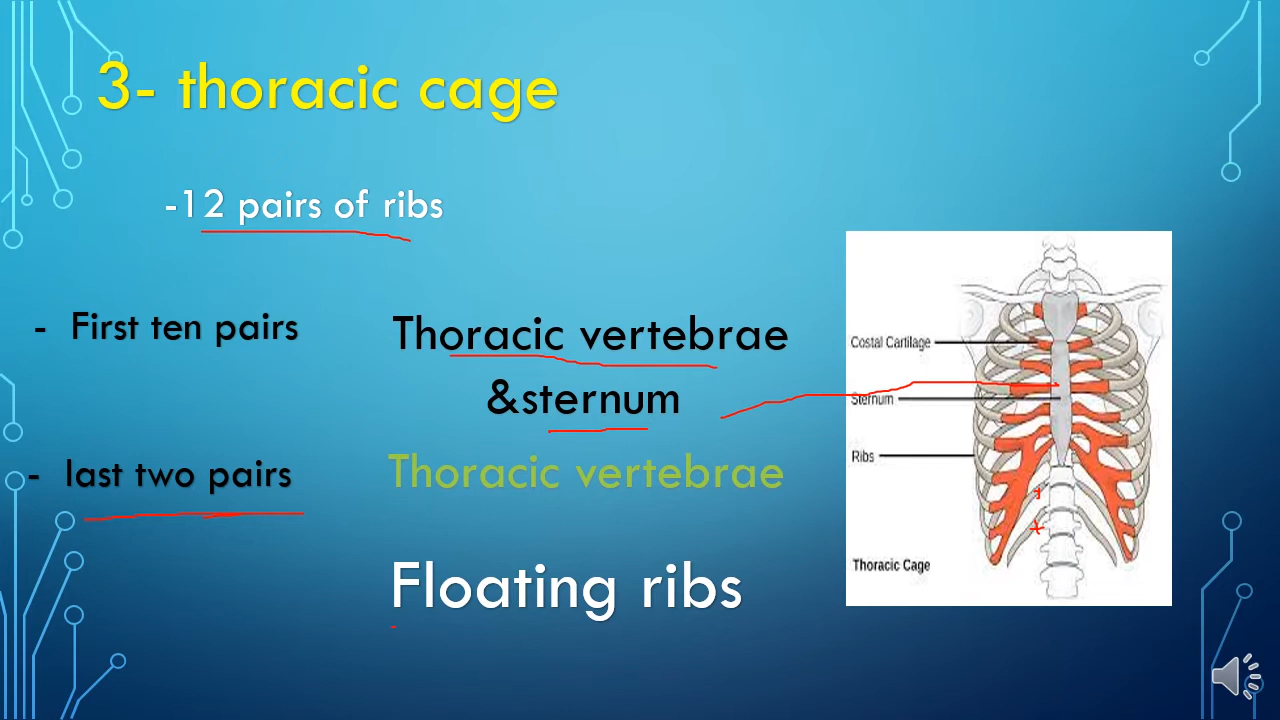 3- thoracic cage
-12 pairs of ribs
- First ten pairs
Thoracic vertebrae
&sternum
- last two pairs
Thoracic vertebrae
Floating ribs
Costal Cartilage
Sternum
Ribs
Thoracic Cage